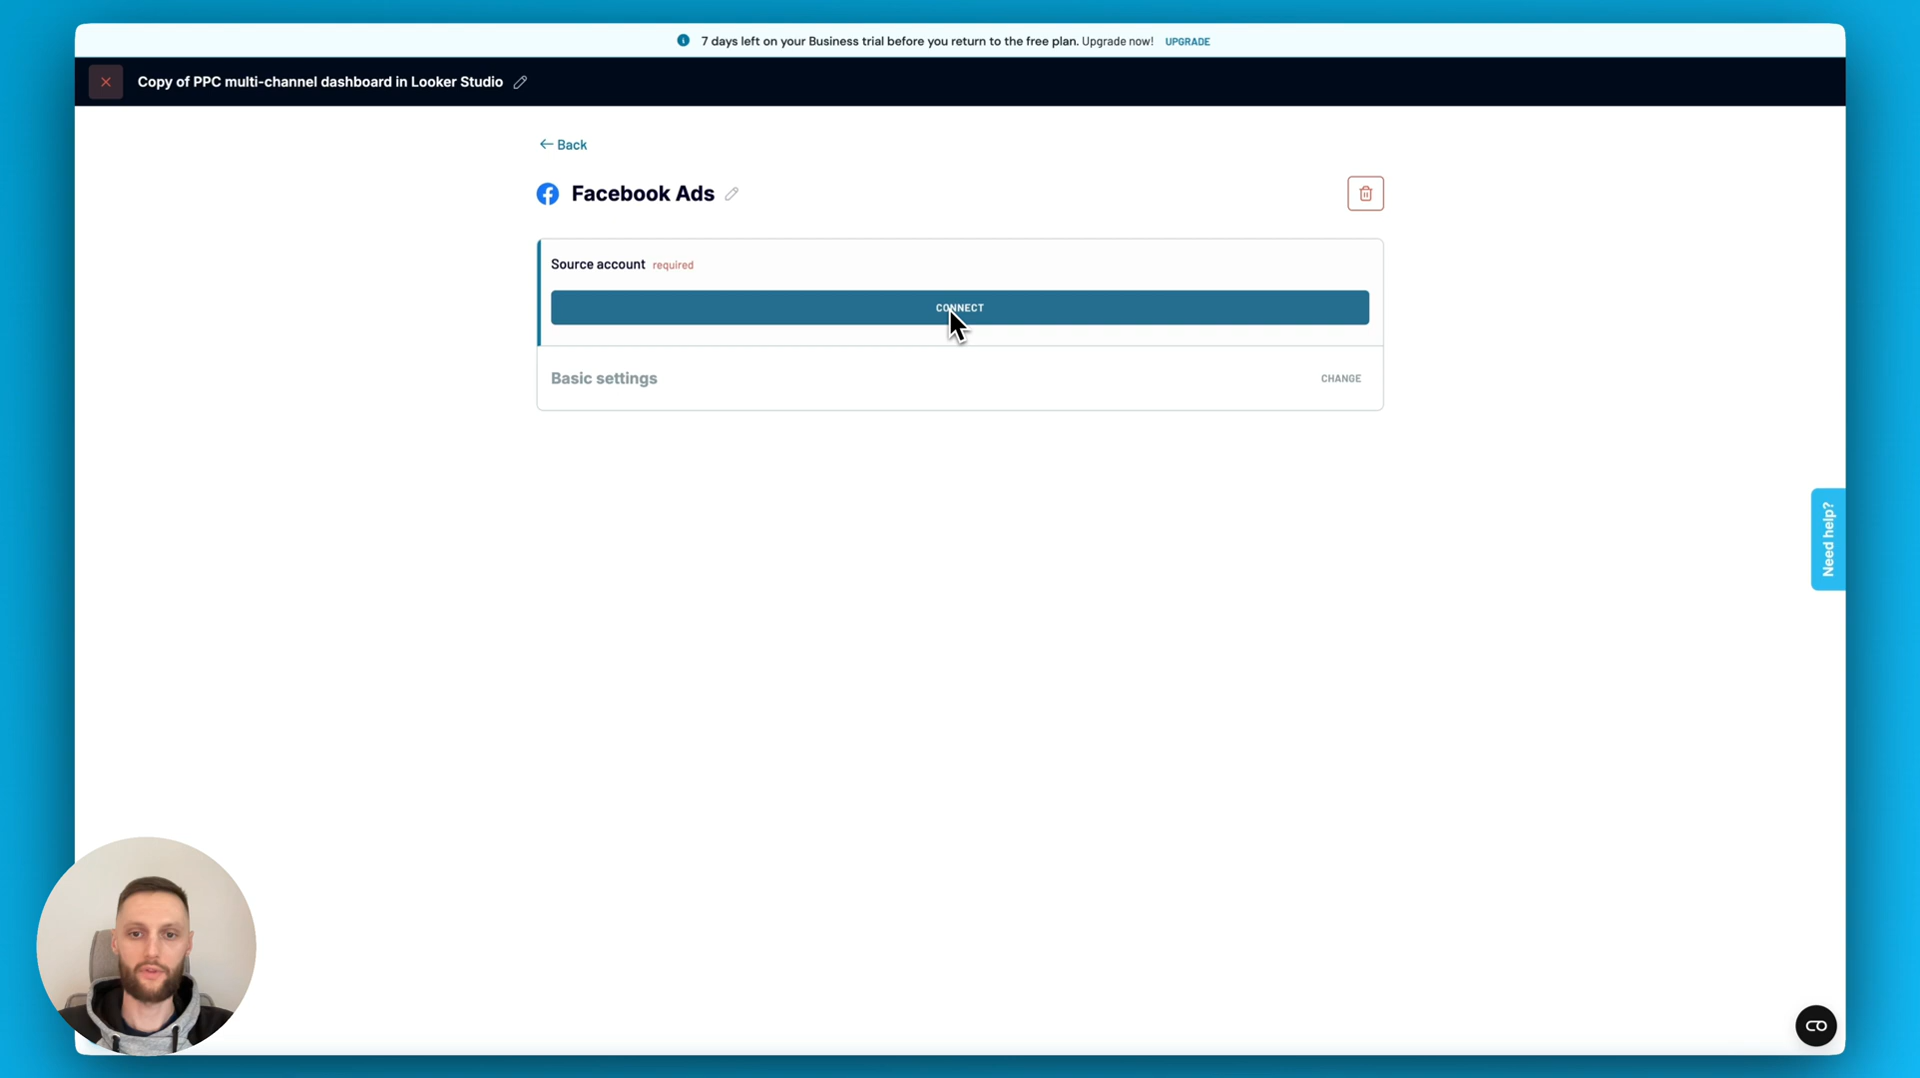 7 days left on your Business trial before you return to the free plan. Upgrade now! UPGRADE
Copy of PPC multi-channel dashboard in Looker Studio
Back
Facebook Ads
Source account required
CONNECT
Basic settings
CHANGE
Need help?